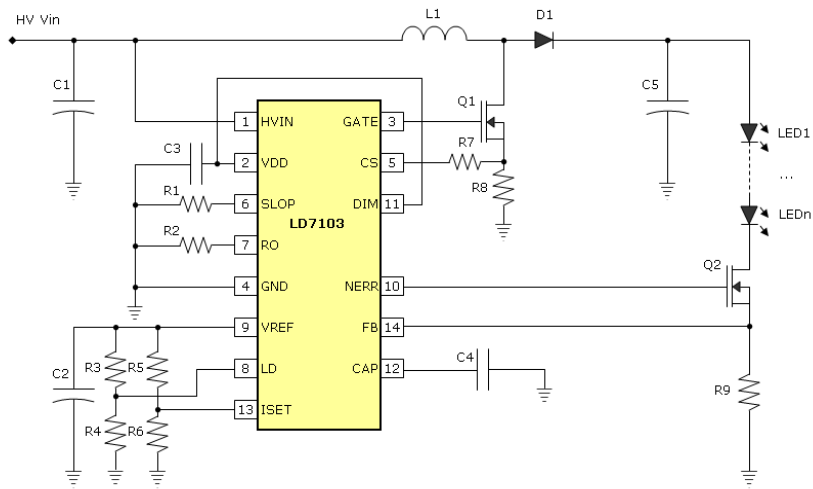 HV Vin
L1
D1
C1
C5
Q1
1 HVIN GATE 3
LED1
C3
R7
2 VDD CS 5
...
R1
R8
6 SLOP DIM 11
LD7103
LEDn
R2
7 RO
Q2
4 GND NERR 10
9 VREF FB 14
C4
R3 R5
8 LD CAP 12
C2
R9
13 ISET
R4 R6